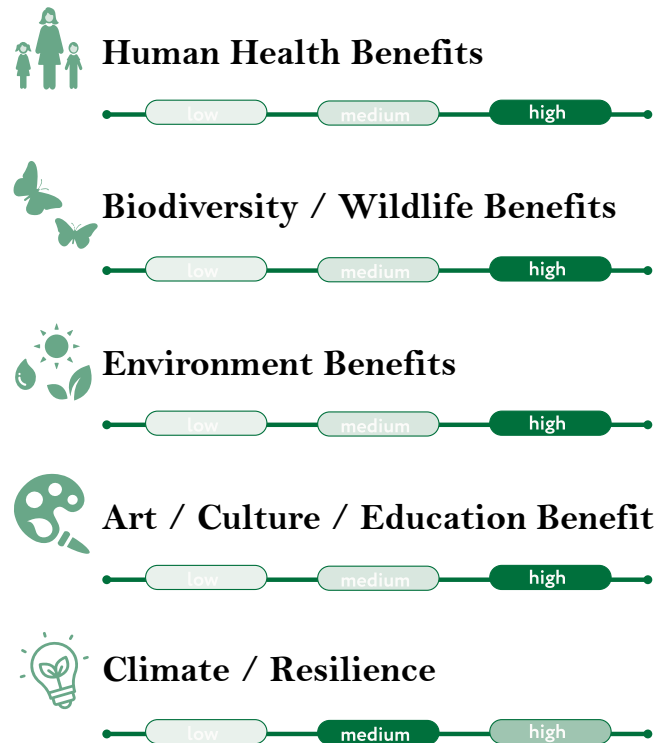 Human Health Benefits
low medium high
Biodiversity / Wildlife Benefits
low medium high
Environment Benefits
low medium high
Art / Culture / Education Benefit
low medium high
Climate / Resilience
low medium high